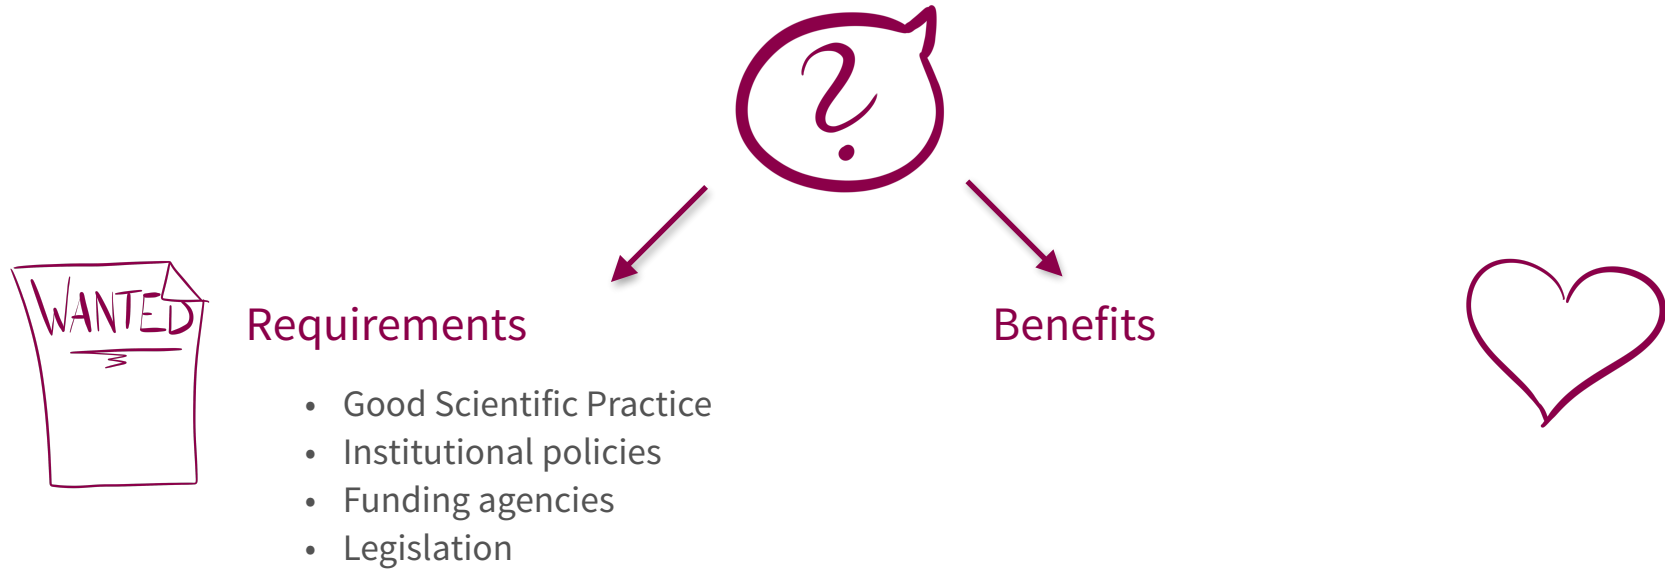 ?
WANTED
Requirements
• Good Scientific Practice
• Institutional policies
• Funding agencies
• Legislation
Benefits